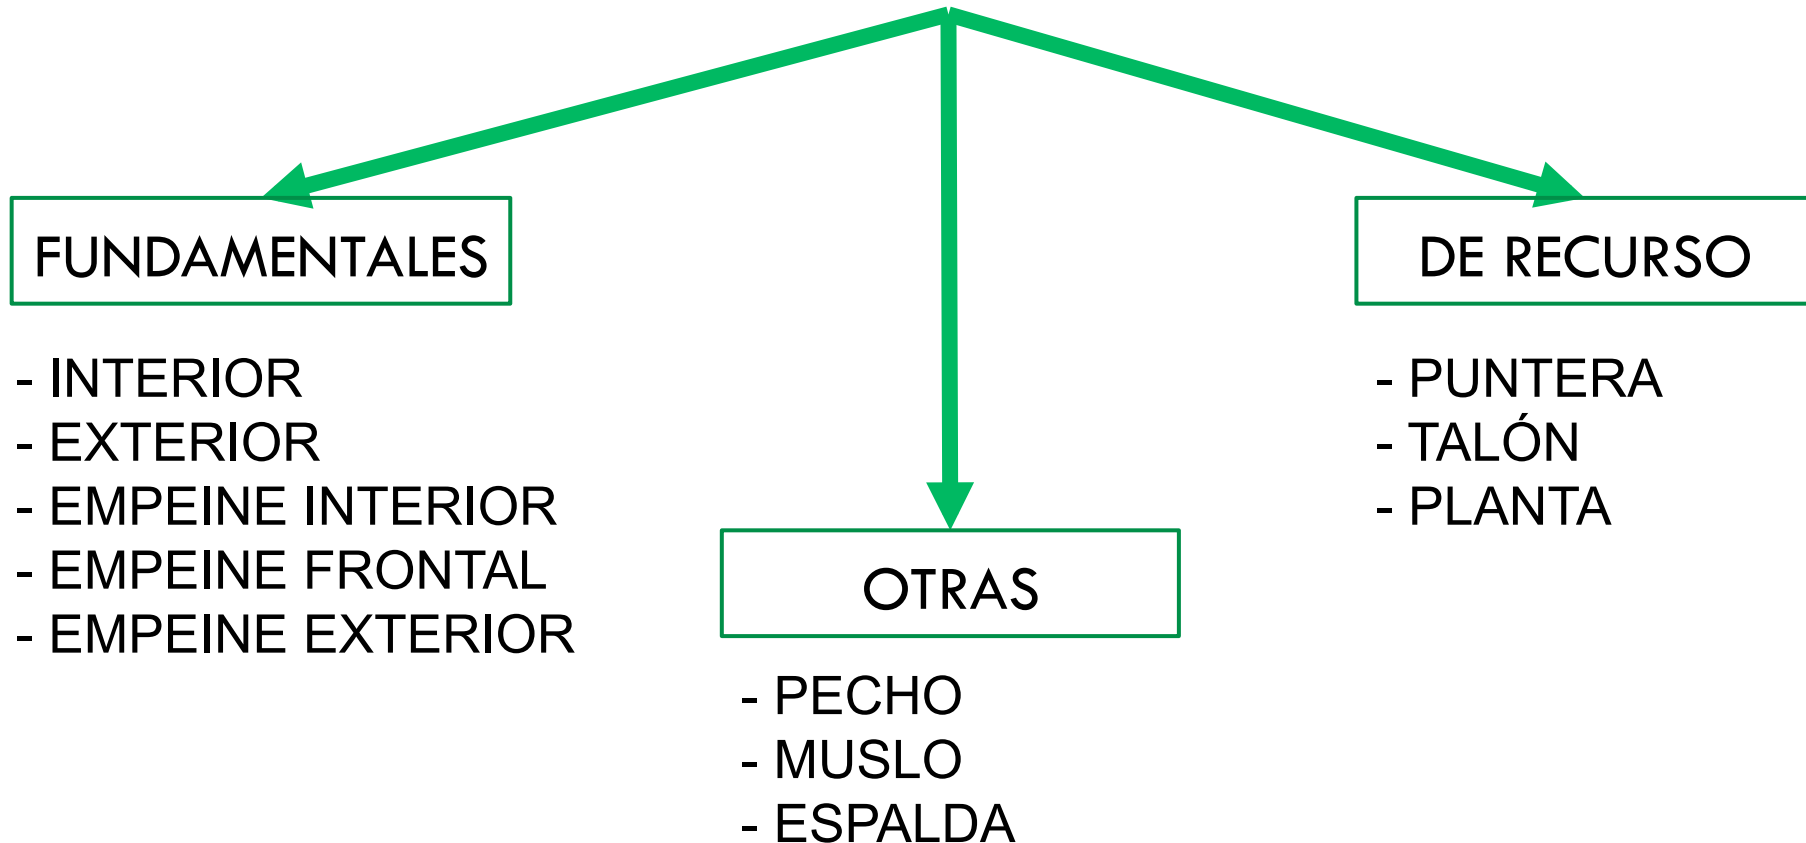 FUNDAMENTALES
- INTERIOR
- EXTERIOR
- EMPEINE INTERIOR
- EMPEINE FRONTAL
- EMPEINE EXTERIOR
OTRAS
- PECHO
- MUSLO
- ESPALDA
DE RECURSO
- PUNTERA
- TALÓN
- PLANTA